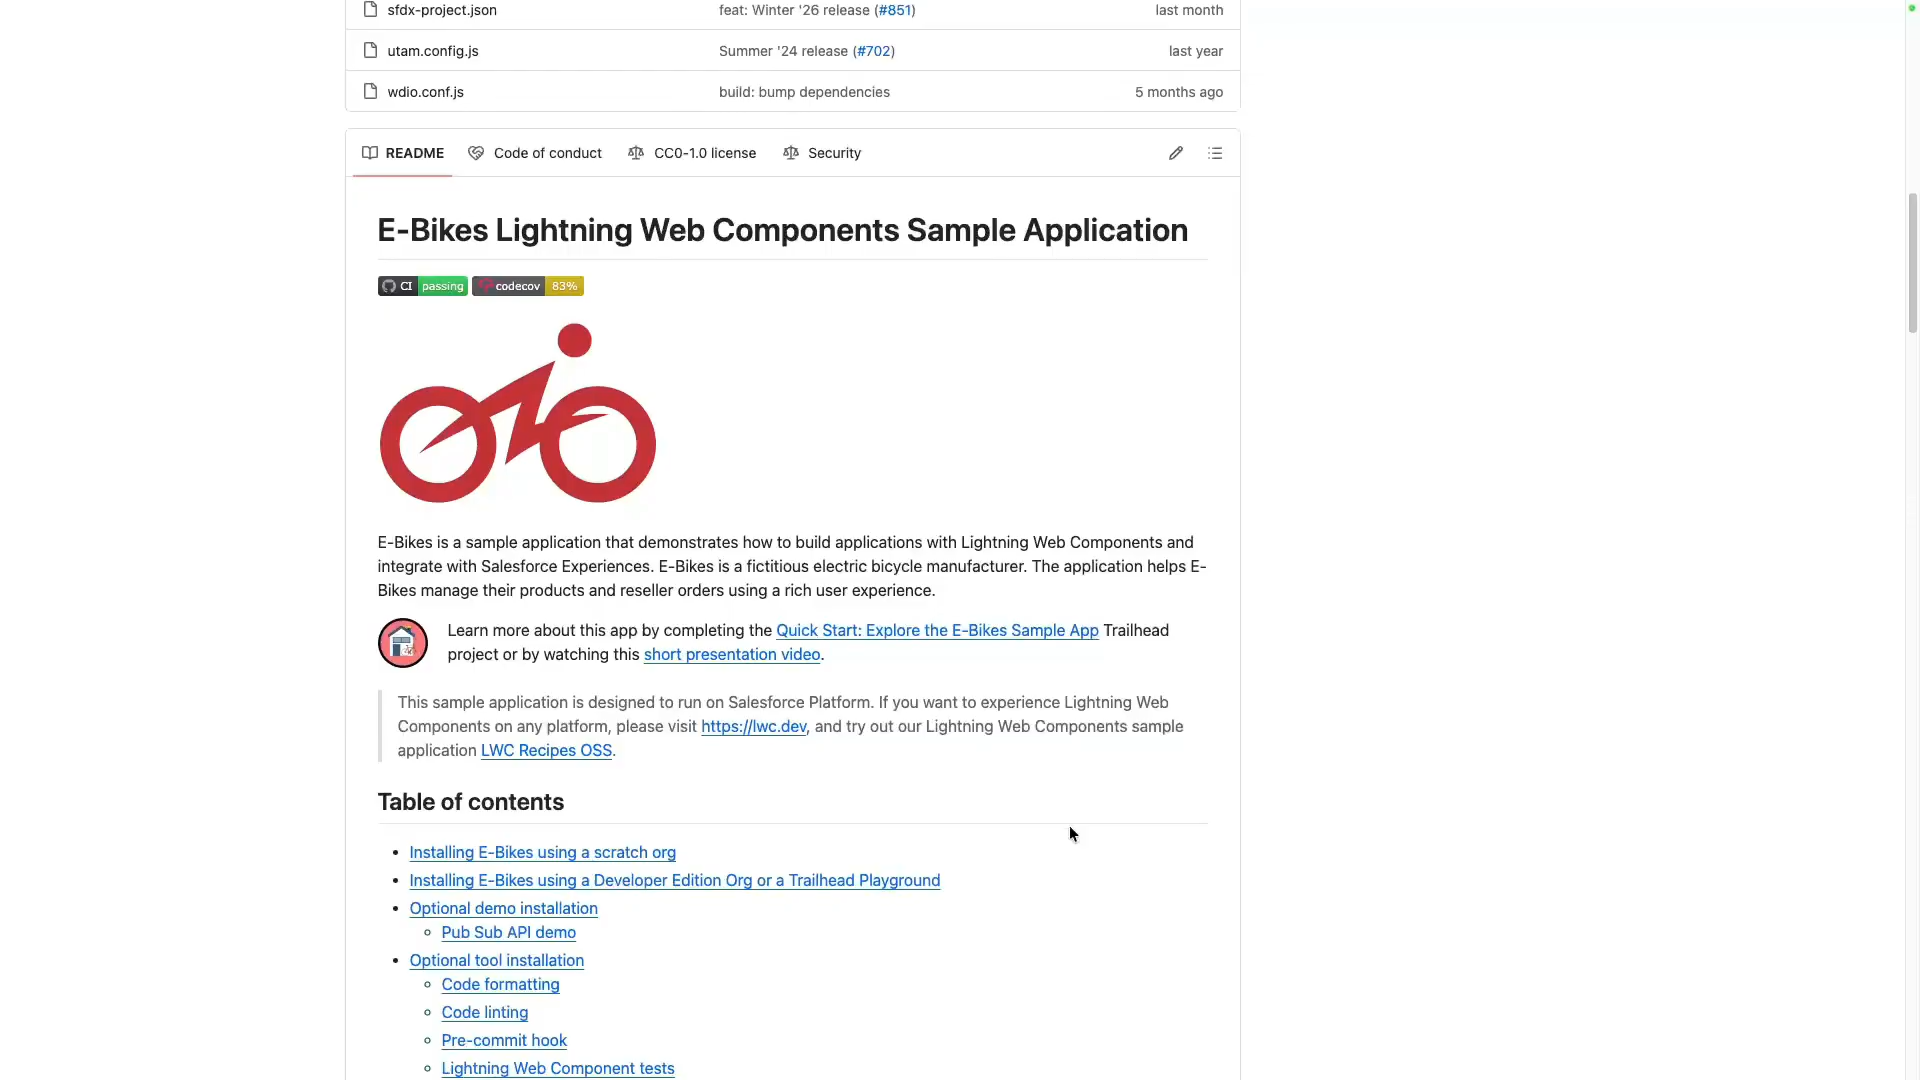 sfdx-project.json feat: Winter '26 release (#851) last month
utam.config.js Summer '24 release (#702) last year
wdio.conf.js build: bump dependencies 5 months ago
README Code of conduct CC0-1.0 license Security
E-Bikes Lightning Web Components Sample Application
CI passing codecov 83%
E-Bikes is a sample application that demonstrates how to build applications with Lightning Web Components and
integrate with Salesforce Experiences. E-Bikes is a fictitious electric bicycle manufacturer. The application helps E-
Bikes manage their products and reseller orders using a rich user experience.
Learn more about this app by completing the Quick Start: Explore the E-Bikes Sample App Trailhead
project or by watching this short presentation video.
This sample application is designed to run on Salesforce Platform. If you want to experience Lightning Web
Components on any platform, please visit https://lwc.dev, and try out our Lightning Web Components sample
application LWC Recipes OSS.
Table of contents
Installing E-Bikes using a scratch org
Installing E-Bikes using a Developer Edition Org or a Trailhead Playground
Optional demo installation
Pub Sub API demo
Optional tool installation
Code formatting
Code linting
Pre-commit hook
Lightning Web Component tests